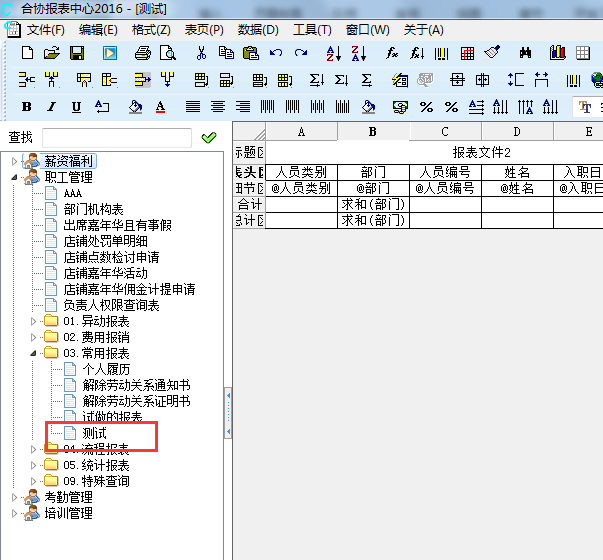 合协报表中心2016 - [测试]
文件(F) 编辑(E) 格式(B) 表页(P) 数据(D) 工具(T) 窗口(W) 关于(A)
fx fx
B I U A
% %
查找
薪资福利
职工管理
AAA
部门机构表
出席嘉年华且有事假
店铺处罚单明细
店铺点数检讨申请
店铺嘉年华活动
店铺嘉年华佣金计提申请
负责人权限查询表
01.异动报表
02.费用报销
03.常用报表
个人履历
解除劳动关系通知书
解除劳动关系证明书
试做的报表
测试
04.流程报表
05.统计报表
09.特殊查询
考勤管理
培训管理
A B C D E
标题区 报表文件2
表头区 人员类别 部门 人员编号 姓名 入职日
细节区 @人员类别 @部门 @人员编号 @姓名 @入职日
合计 求和(部门)
总计区 求和(部门)